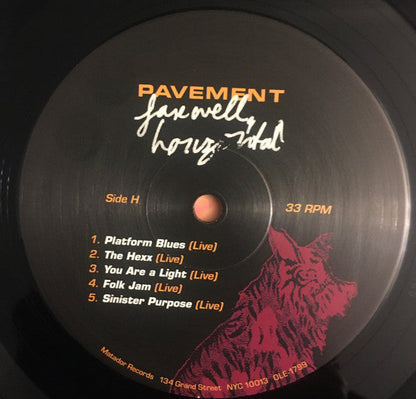 PAVEMENT
farewell
horizontal
Side H
33 RPM
1. Platform Blues (Live)
2. The Hexx (Live)
3. You Are a Light (Live)
4. Folk Jam (Live)
5. Sinister Purpose (Live)
Matador Records 134 Grand Street NYC 10013 OLE 1799